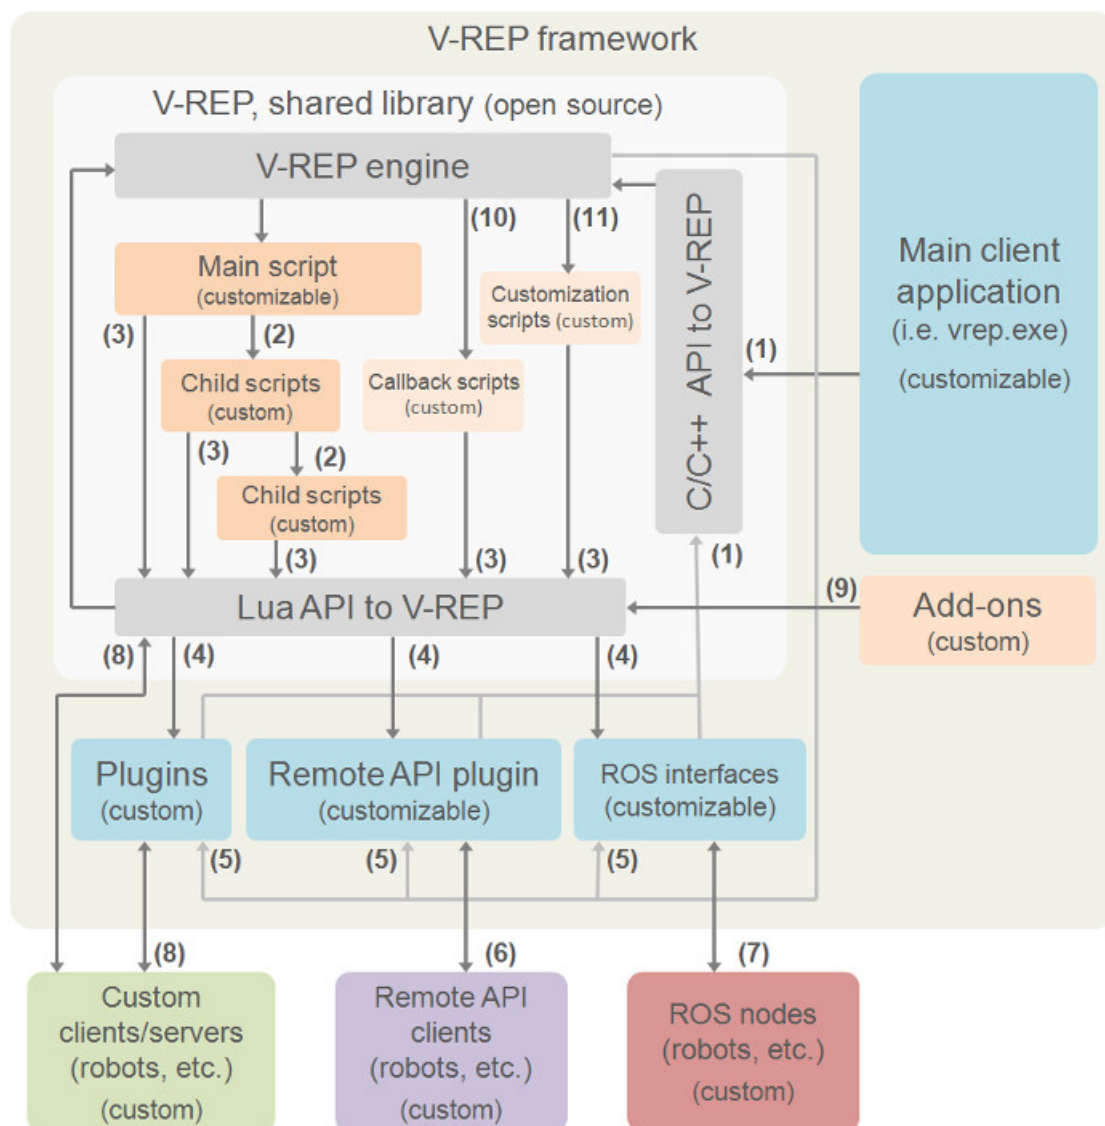 V-REP framework
V-REP, shared library (open source)
V-REP engine
(10)
(11)
Main script
(customizable)
Customization
scripts (custom)
(3)
(2)
Child scripts
(custom)
Callback scripts
(custom)
(3)
(2)
Child scripts
(custom)
(3)
(3)
(3)
C/C++ API to V-REP
(1)
(1)
Main client
application
(i.e. vrep.exe)
(customizable)
Lua API to V-REP
(9)
Add-ons
(custom)
(8)
(4)
(4)
(4)
Plugins
(custom)
Remote API plugin
(customizable)
ROS interfaces
(customizable)
(5)
(5)
(5)
(8)
(6)
(7)
Custom
clients/servers
(robots, etc.)
(custom)
Remote API
clients
(robots, etc.)
(custom)
ROS nodes
(robots, etc.)
(custom)